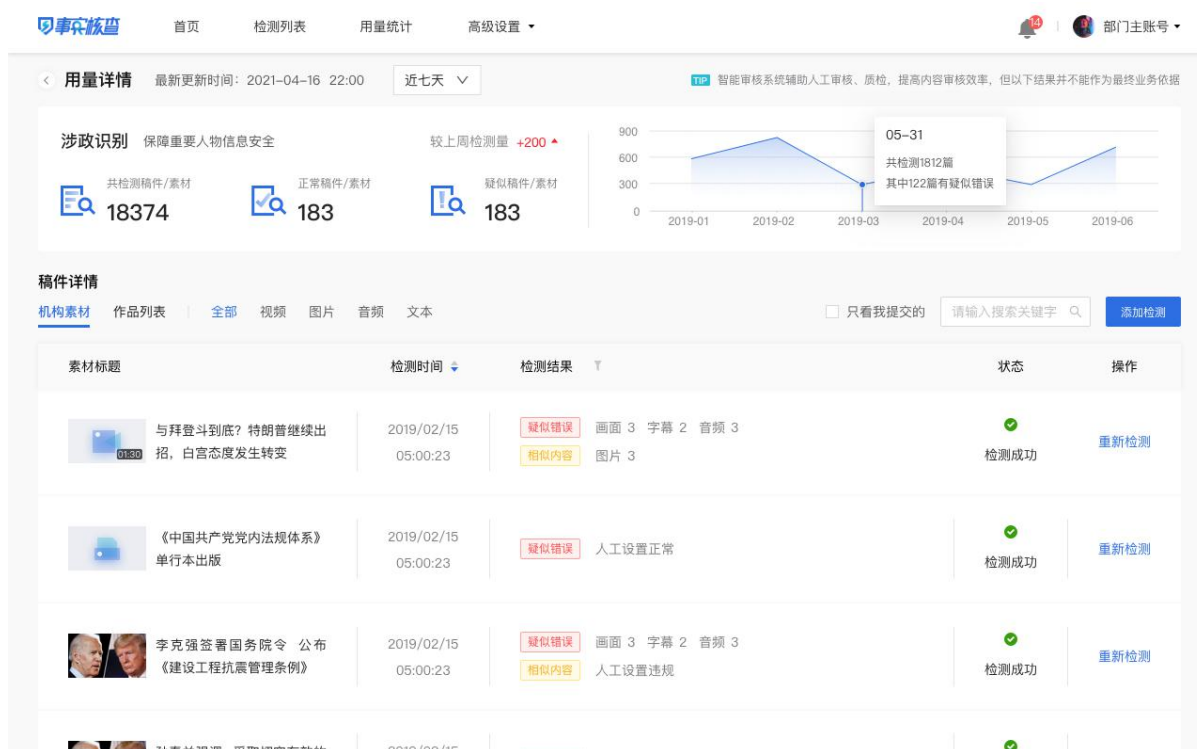 事实核查
首页 检测列表 用量统计 高级设置
14
部门主账号
用量详情 最新更新时间：2021-04-16 22:00 近七天
TIP 智能审核系统辅助人工审核、质检，提高内容审核效率，但以下结果并不能作为最终业务依据
涉政识别 保障重要人物信息安全 较上周检测量 +200
共检测稿件/素材
18374
正常稿件/素材
183
疑似稿件/素材
183
900
600
300
0
2019-01 2019-02 2019-03 2019-04 2019-05 2019-06
05-31
共检测1812篇
其中122篇有疑似错误
稿件详情
机构素材 作品列表 全部 视频 图片 音频 文本 只看我提交的 请输入搜索关键字 添加检测
素材标题 检测时间 检测结果 状态 操作
01:30
与拜登斗到底？特朗普继续出
招，白宫态度发生转变
2019/02/15
05:00:23
疑似错误 画面 3 字幕 2 音频 3
相似内容 图片 3
检测成功
重新检测
《中国共产党党内法规体系》
单行本出版
2019/02/15
05:00:23
疑似错误 人工设置正常
检测成功
重新检测
李克强签署国务院令 公布
《建设工程抗震管理条例》
2019/02/15
05:00:23
疑似错误 画面 3 字幕 2 音频 3
相似内容 人工设置违规
检测成功
重新检测
2019/02/15